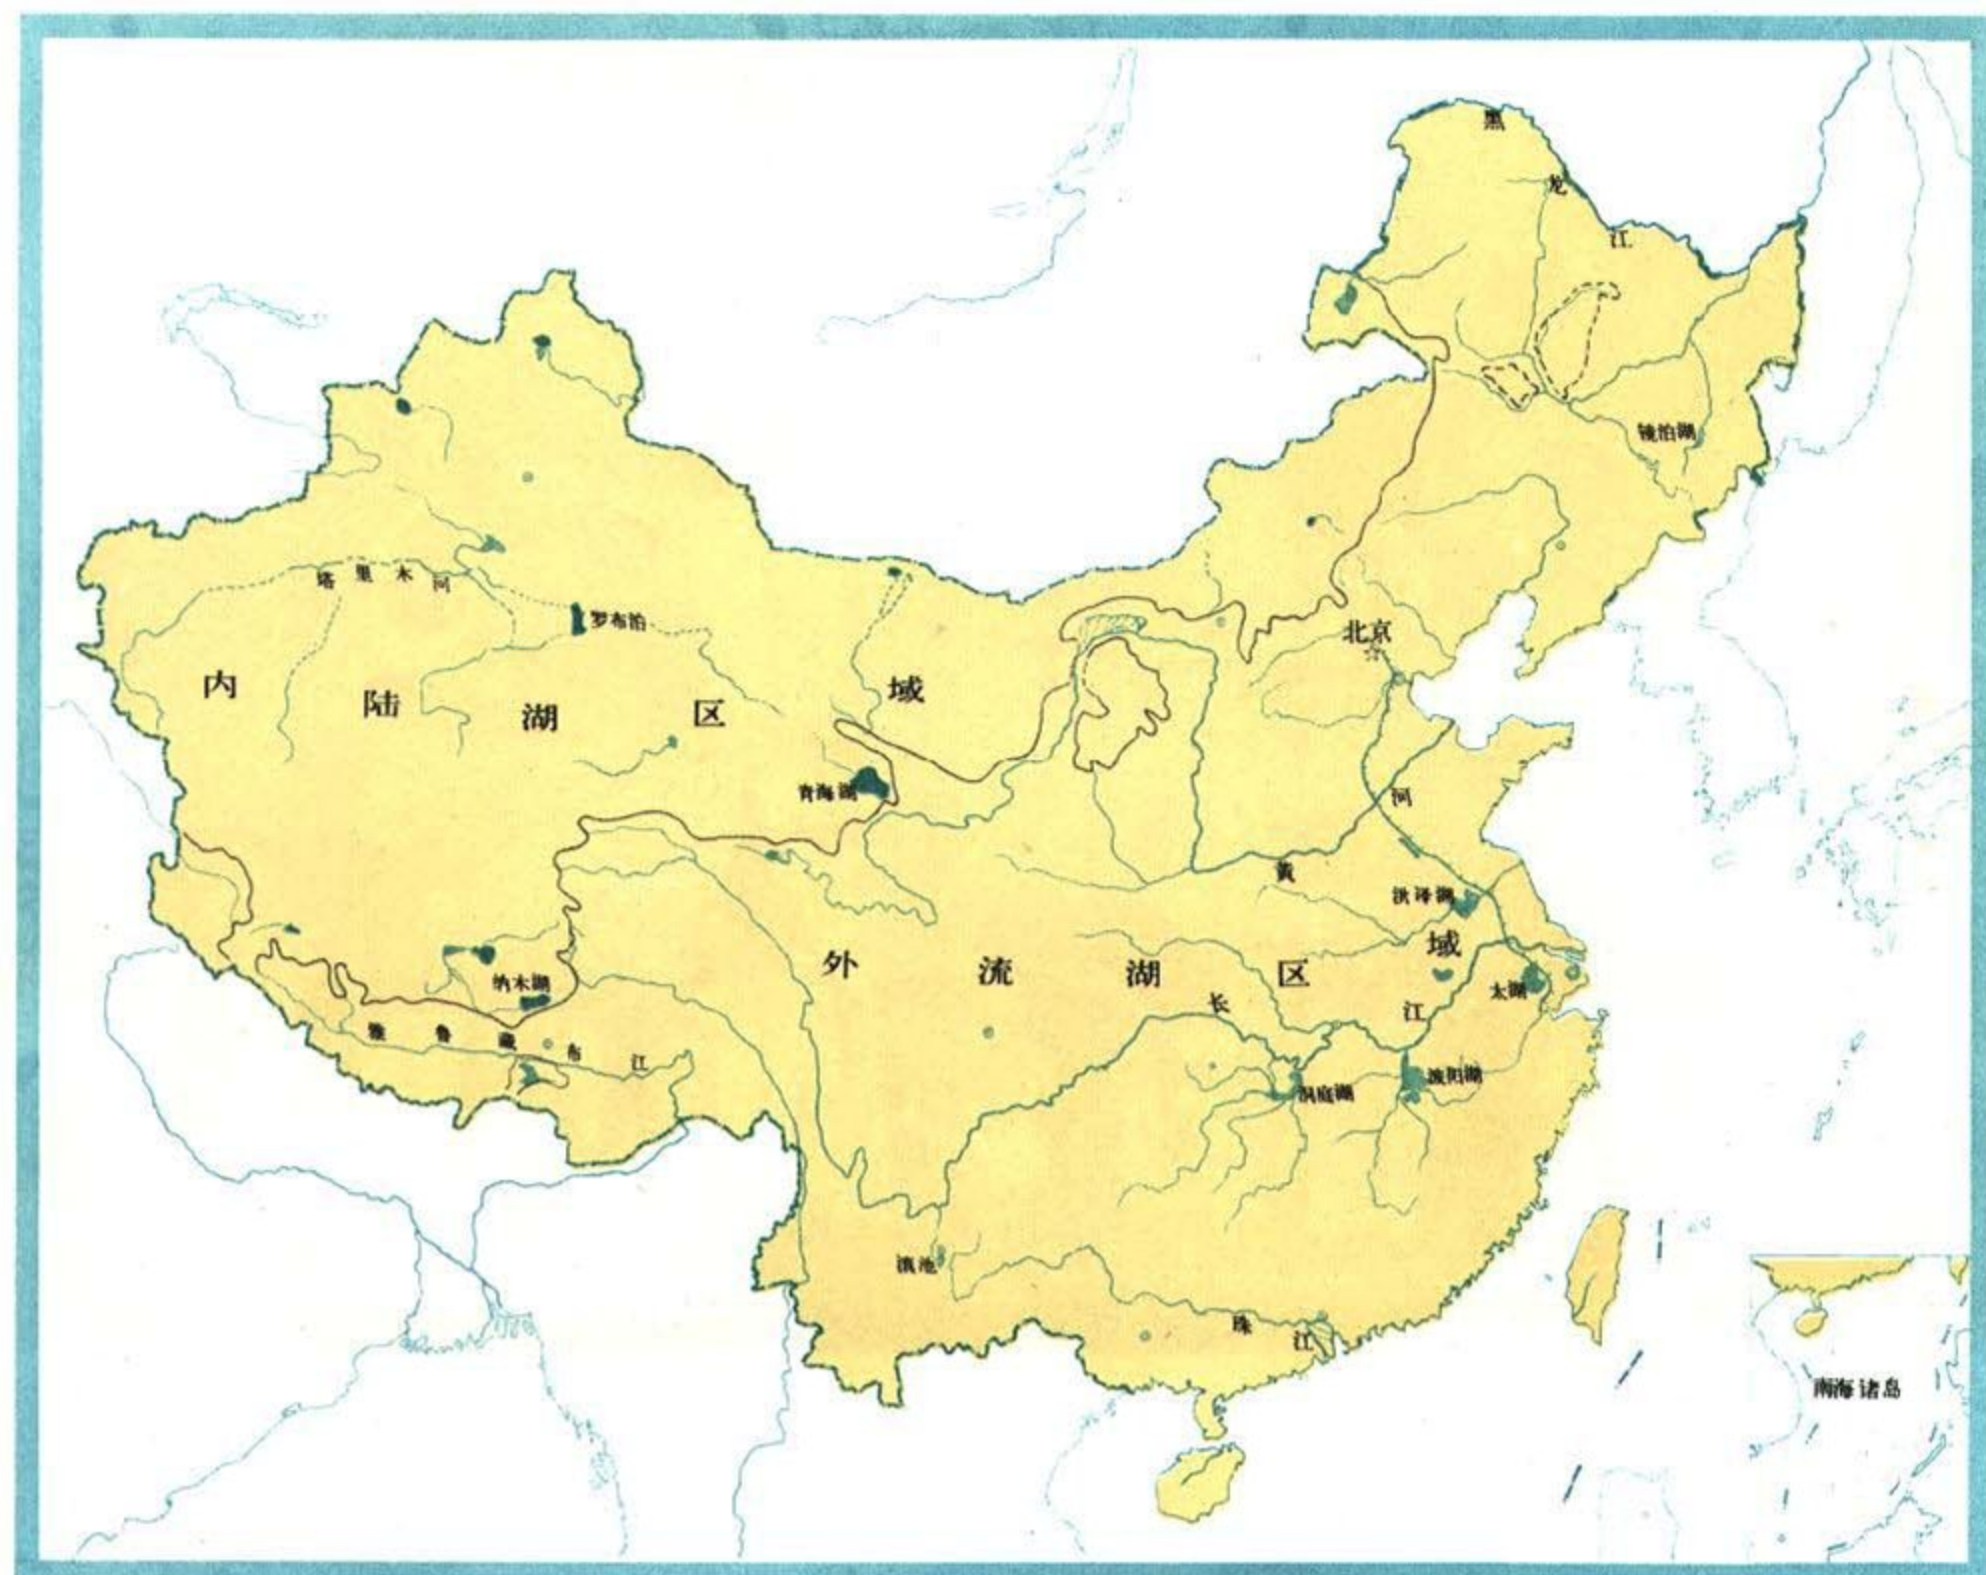 黑龙江
镜泊湖
塔里木河
罗布泊
北京
内陆湖区域
青海湖
河
黄
洪泽湖
外流湖区域
纳木湖
长江
太湖
雅鲁藏布江
洞庭湖
波阳湖
滇池
珠江
南海诸岛